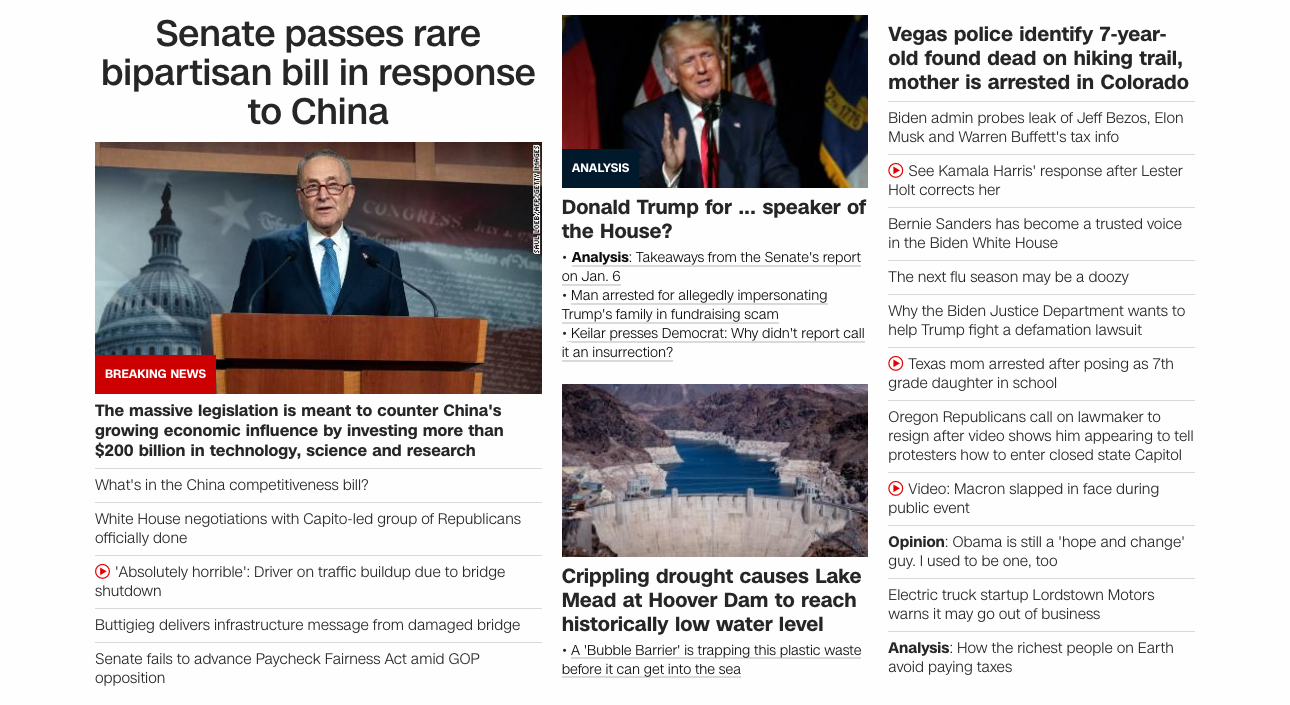 Senate passes rare
bipartisan bill in response
to China
SAUL LOEB/AFP/GETTY IMAGES
CONGRESS,
JULY 4, 1776
States of America
BREAKING NEWS
The massive legislation is meant to counter China's
growing economic influence by investing more than
$200 billion in technology, science and research
What's in the China competitiveness bill?
White House negotiations with Capito-led group of Republicans
officially done
'Absolutely horrible': Driver on traffic buildup due to bridge
shutdown
Buttigieg delivers infrastructure message from damaged bridge
Senate fails to advance Paycheck Fairness Act amid GOP
opposition
ANALYSIS
Donald Trump for ... speaker of
the House?
• Analysis: Takeaways from the Senate's report
on Jan. 6
• Man arrested for allegedly impersonating
Trump's family in fundraising scam
• Keilar presses Democrat: Why didn't report call
it an insurrection?
Crippling drought causes Lake
Mead at Hoover Dam to reach
historically low water level
• A 'Bubble Barrier' is trapping this plastic waste
before it can get into the sea
Vegas police identify 7-year-
old found dead on hiking trail,
mother is arrested in Colorado
Biden admin probes leak of Jeff Bezos, Elon
Musk and Warren Buffett's tax info
See Kamala Harris' response after Lester
Holt corrects her
Bernie Sanders has become a trusted voice
in the Biden White House
The next flu season may be a doozy
Why the Biden Justice Department wants to
help Trump fight a defamation lawsuit
Texas mom arrested after posing as 7th
grade daughter in school
Oregon Republicans call on lawmaker to
resign after video shows him appearing to tell
protesters how to enter closed state Capitol
Video: Macron slapped in face during
public event
Opinion: Obama is still a 'hope and change'
guy. I used to be one, too
Electric truck startup Lordstown Motors
warns it may go out of business
Analysis: How the richest people on Earth
avoid paying taxes